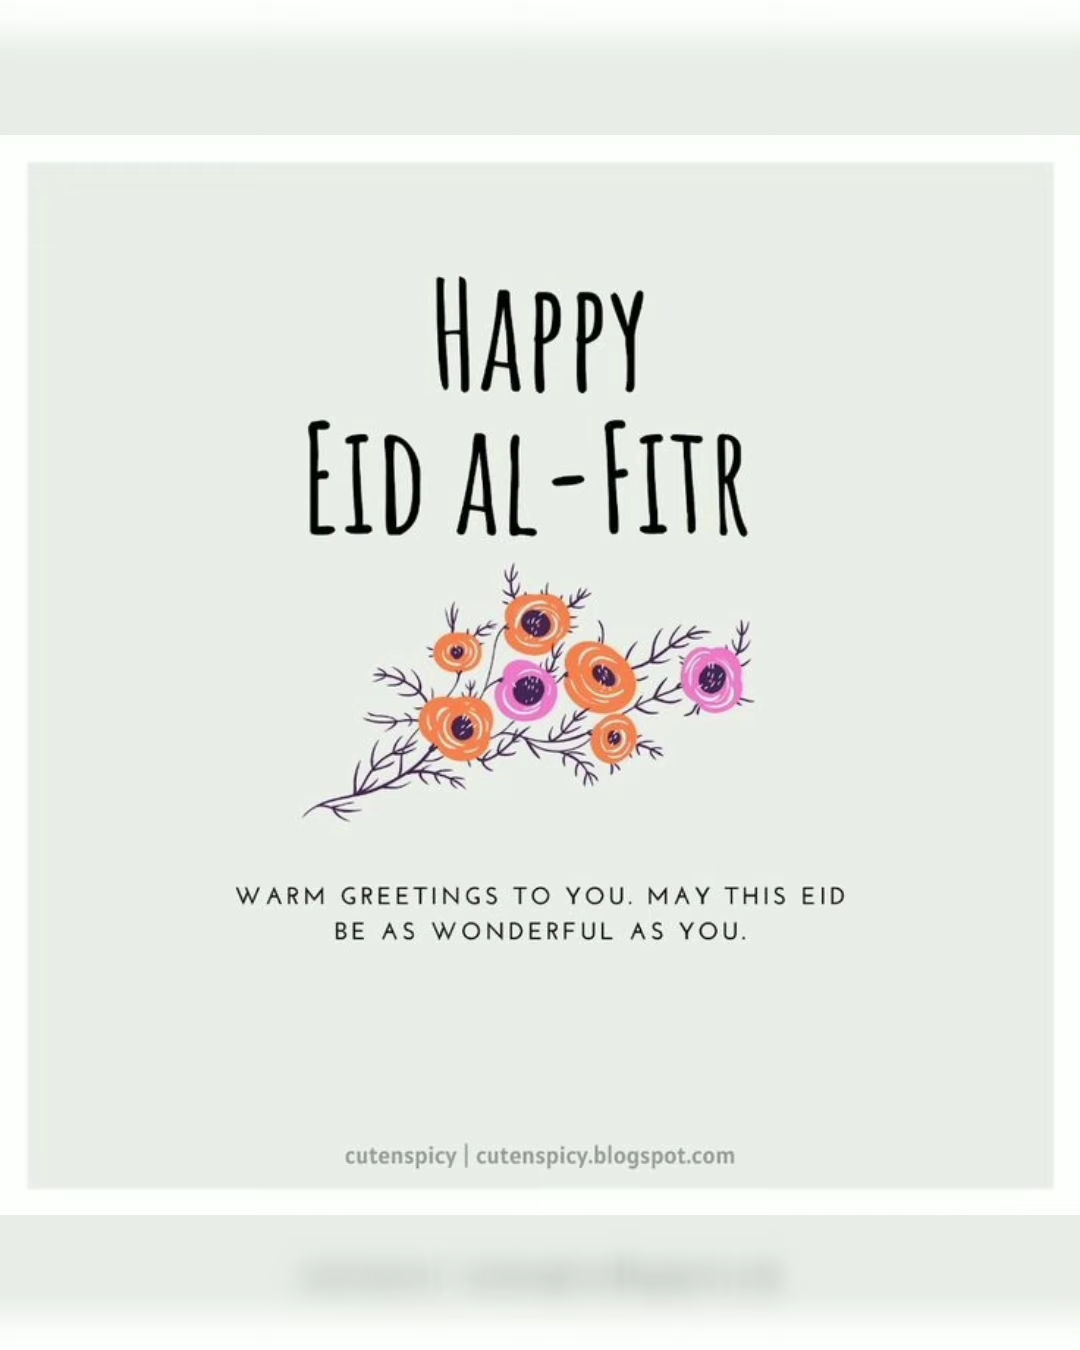 Happy
Eid al-Fitr
WARM GREETINGS TO YOU. MAY THIS EID
BE AS WONDERFUL AS YOU.
cutenspicy | cutenspicy.blogspot.com